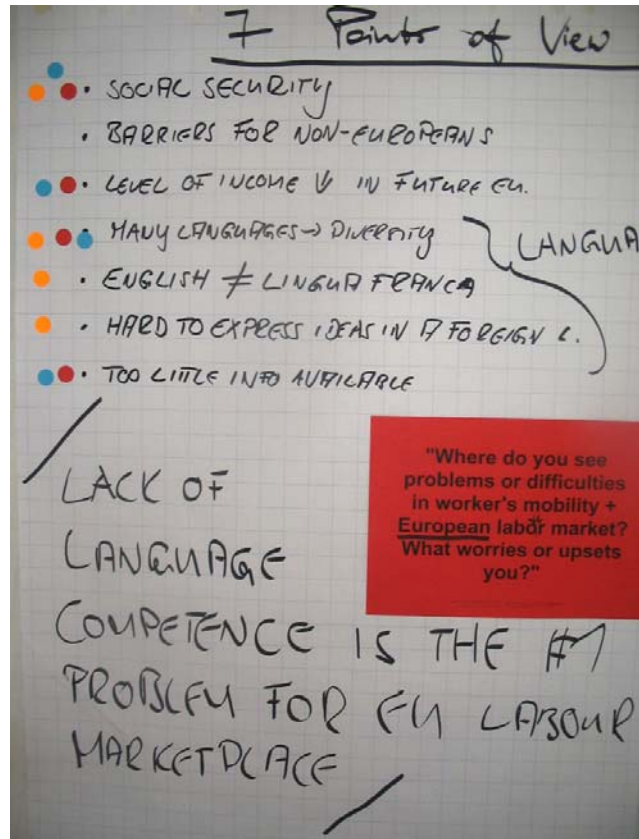 7 Points of View
• SOCIAL SECURITY
• BARRIERS FOR NON-EUROPEANS
• LEVEL OF INCOME ↓ IN FUTURE EU.
• MANY LANGUAGES → DIVERSITY
LANGUA
• ENGLISH ≠ LINGUA FRANCA
• HARD TO EXPRESS IDEAS IN A FOREIGN L.
• TOO LITTLE INFO AVAILABLE
"Where do you see
problems or difficulties
in worker's mobility +
European labor market?
What worries or upsets
you?"
LACK OF
LANGUAGE
COMPETENCE IS THE #1
PROBLEM FOR EU LABOUR
MARKETPLACE